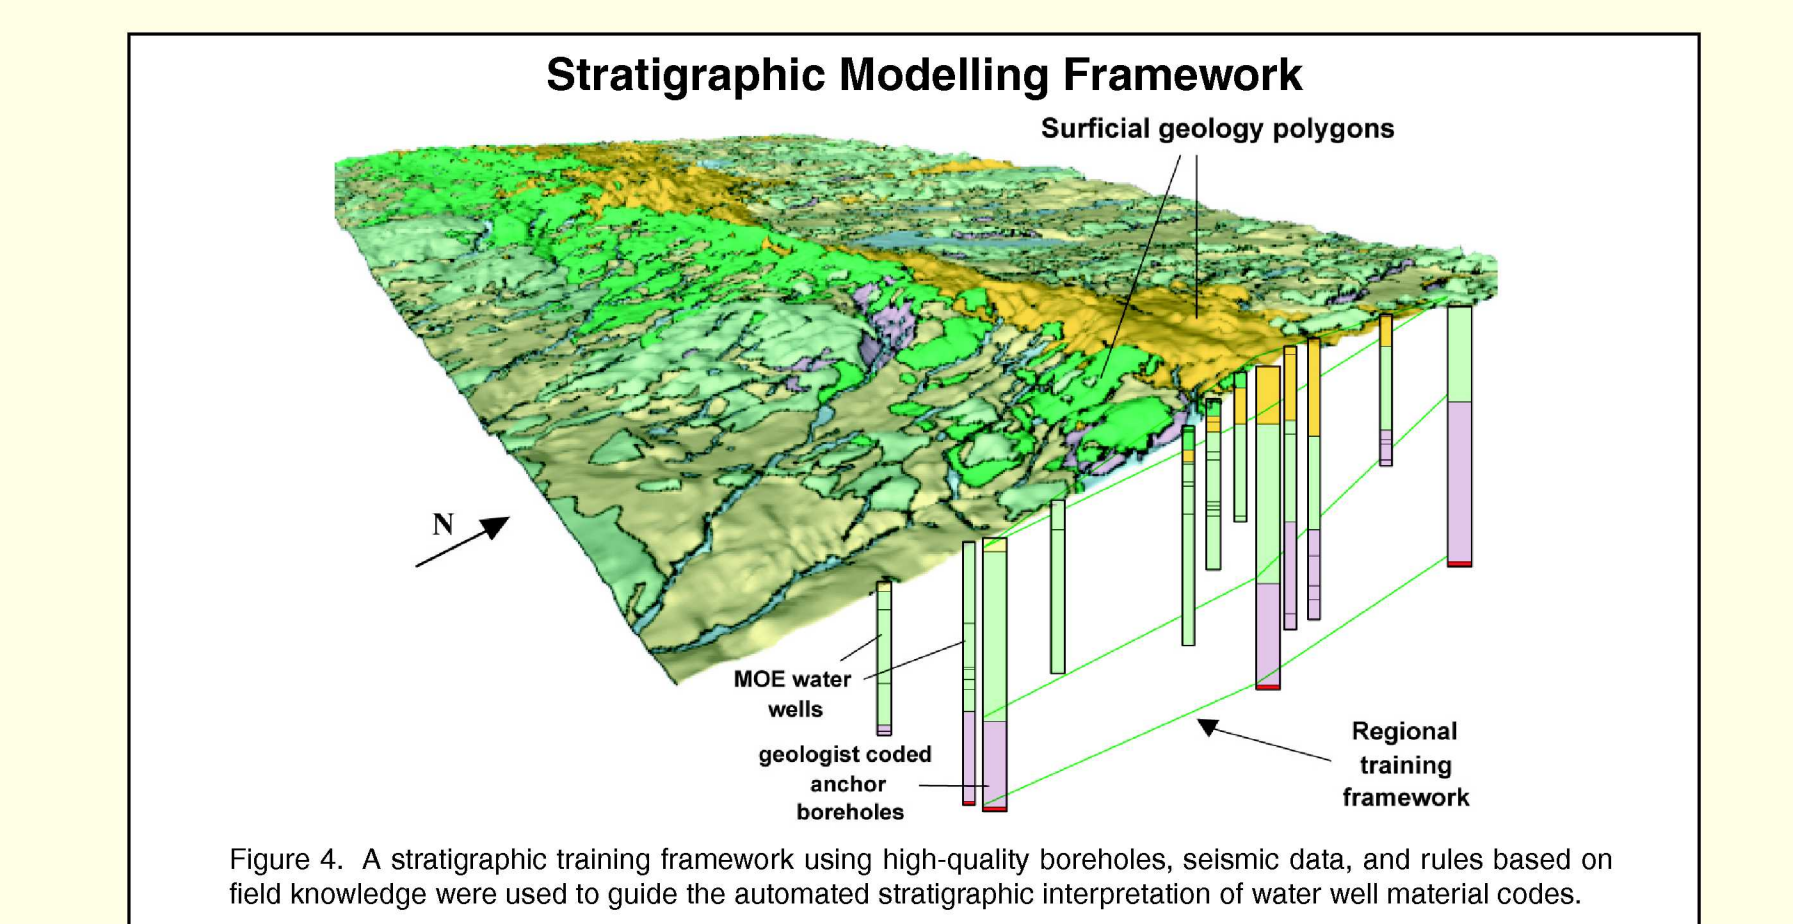 Stratigraphic Modelling Framework
Surficial geology polygons
N
MOE water
wells
geologist coded
anchor
boreholes
Regional
training
framework
Figure 4. A stratigraphic training framework using high-quality boreholes, seismic data, and rules based on
field knowledge were used to guide the automated stratigraphic interpretation of water well material codes.